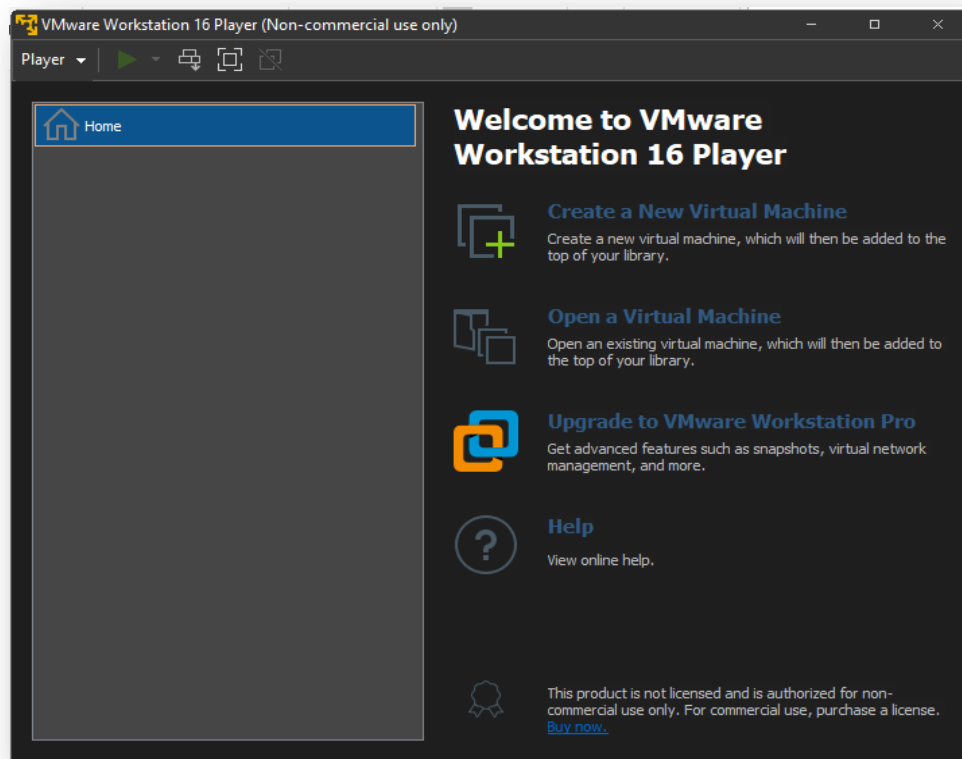 VMware Workstation 16 Player (Non-commercial use only)
Player
Home
Welcome to VMware
Workstation 16 Player
Create a New Virtual Machine
Create a new virtual machine, which will then be added to the
top of your library.
Open a Virtual Machine
Open an existing virtual machine, which will then be added to
the top of your library.
Upgrade to VMware Workstation Pro
Get advanced features such as snapshots, virtual network
management, and more.
Help
View online help.
This product is not licensed and is authorized for non-
commercial use only. For commercial use, purchase a license.
Buy now.